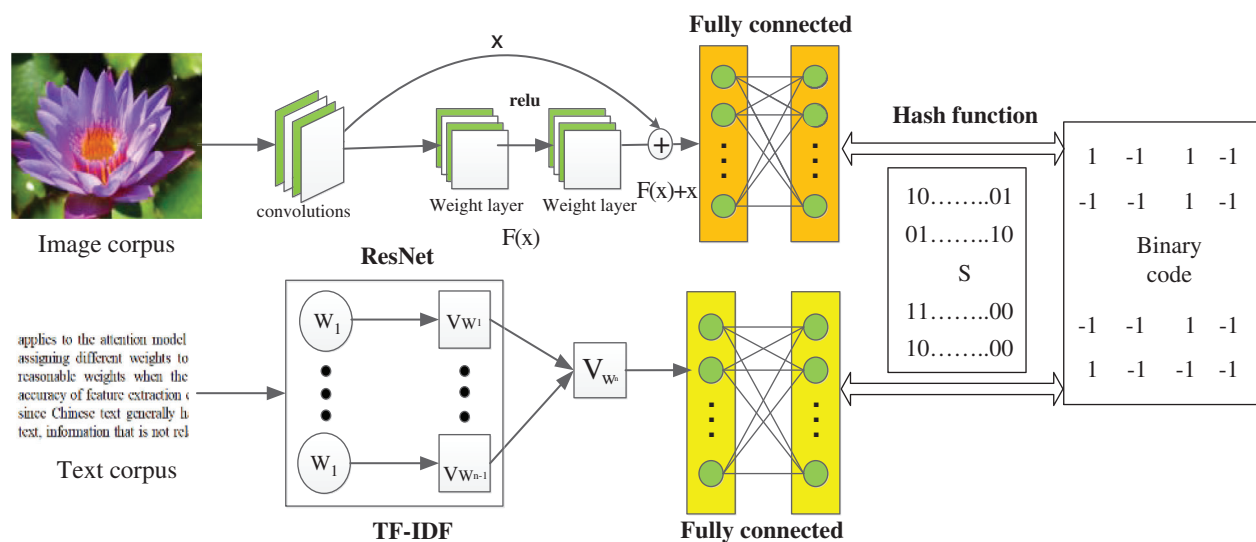 Fully connected
x
relu
Hash function
+
convolutions
Weight layer
Weight layer
F(x)+x
F(x)
Image corpus
ResNet
1 -1 1 -1
-1 -1 1 -1
Binary
code
-1 -1 1 -1
1 -1 -1 -1
10........01
01........10
S
11........00
10........00
applies to the attention model
assigning different weights to
reasonable weights when the
accuracy of feature extraction
since Chinese text generally
text, information that is not
Text corpus
W1
VW1
VWn
W1
VWn-1
TF-IDF
Fully connected